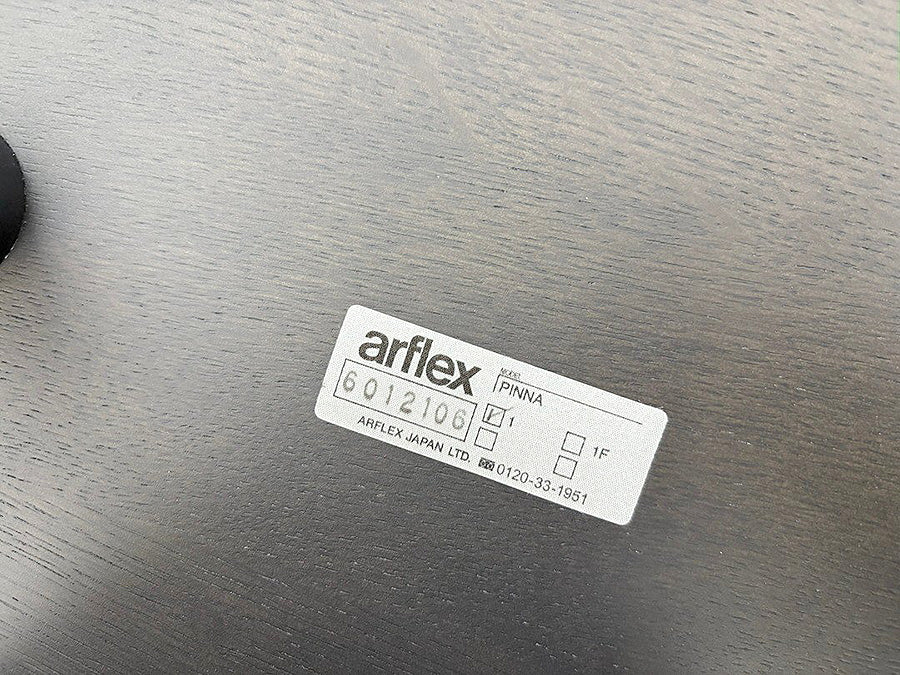 arflex
MODEL
PINNA
6012106
1
1F
ARFLEX JAPAN LTD. 0120-33-1951